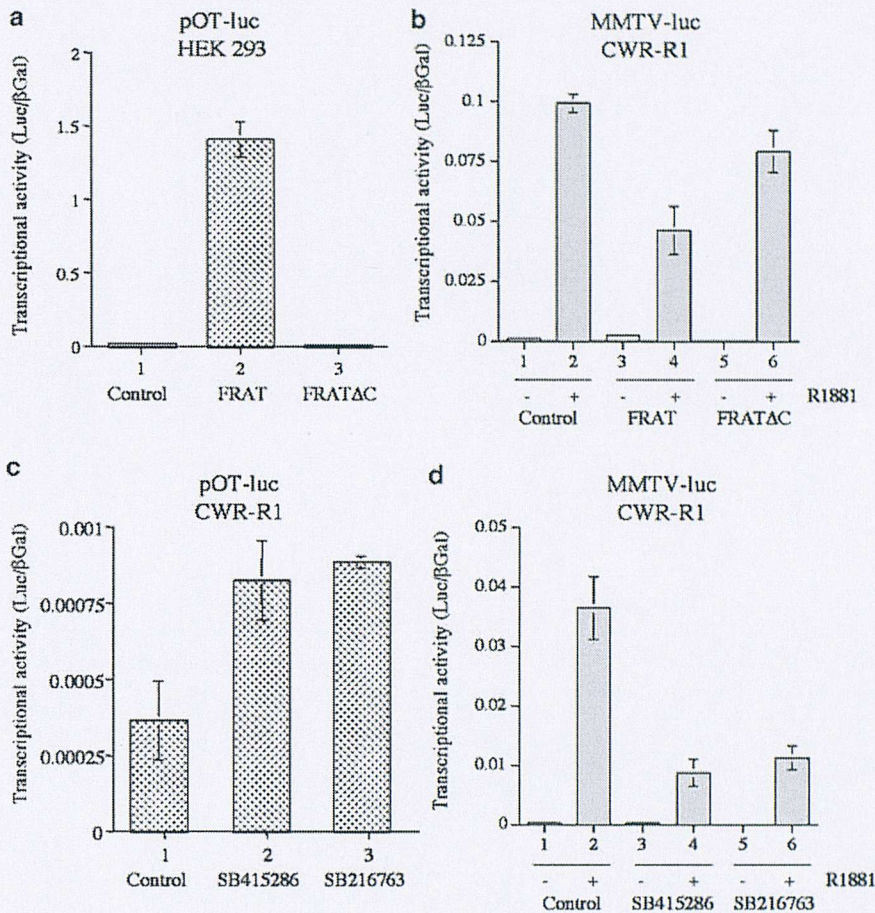 a
pOT-luc
HEK 293
Transcriptional activity (Luc/βGal)
2
1.5
1
0.5
0
1 2 3
Control FRAT FRATΔC
b
MMTV-luc
CWR-R1
Transcriptional activity (Luc/βGal)
0.125
0.1
0.075
0.05
0.025
0
1 2 3 4 5 6
- + - + - + R1881
Control FRAT FRATΔC
c
pOT-luc
CWR-R1
Transcriptional activity (Luc/βGal)
0.001
0.00075
0.0005
0.00025
0
1 2 3
Control SB415286 SB216763
d
MMTV-luc
CWR-R1
Transcriptional activity (Luc/βGal)
0.05
0.04
0.03
0.02
0.01
0
1 2 3 4 5 6
- + - + - + R1881
Control SB415286 SB216763